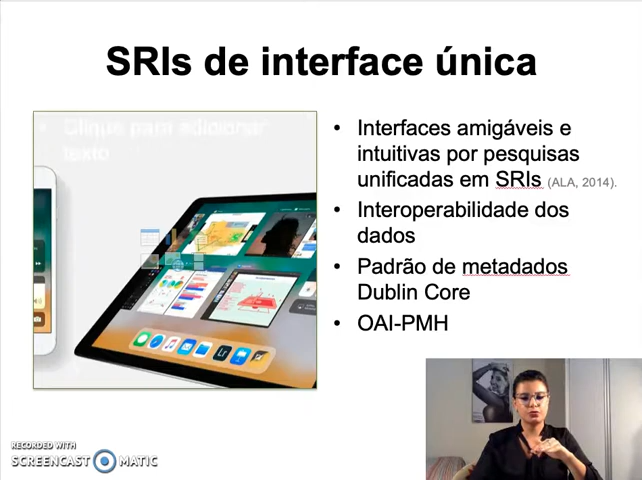 SRIs de interface única
Clique para adicionar
texto
• Interfaces amigáveis e
intuitivas por pesquisas
unificadas em SRIs (ALA, 2014).
• Interoperabilidade dos
dados
• Padrão de metadados
Dublin Core
• OAI-PMH
RECORDED WITH
SCREENCAST MATIC